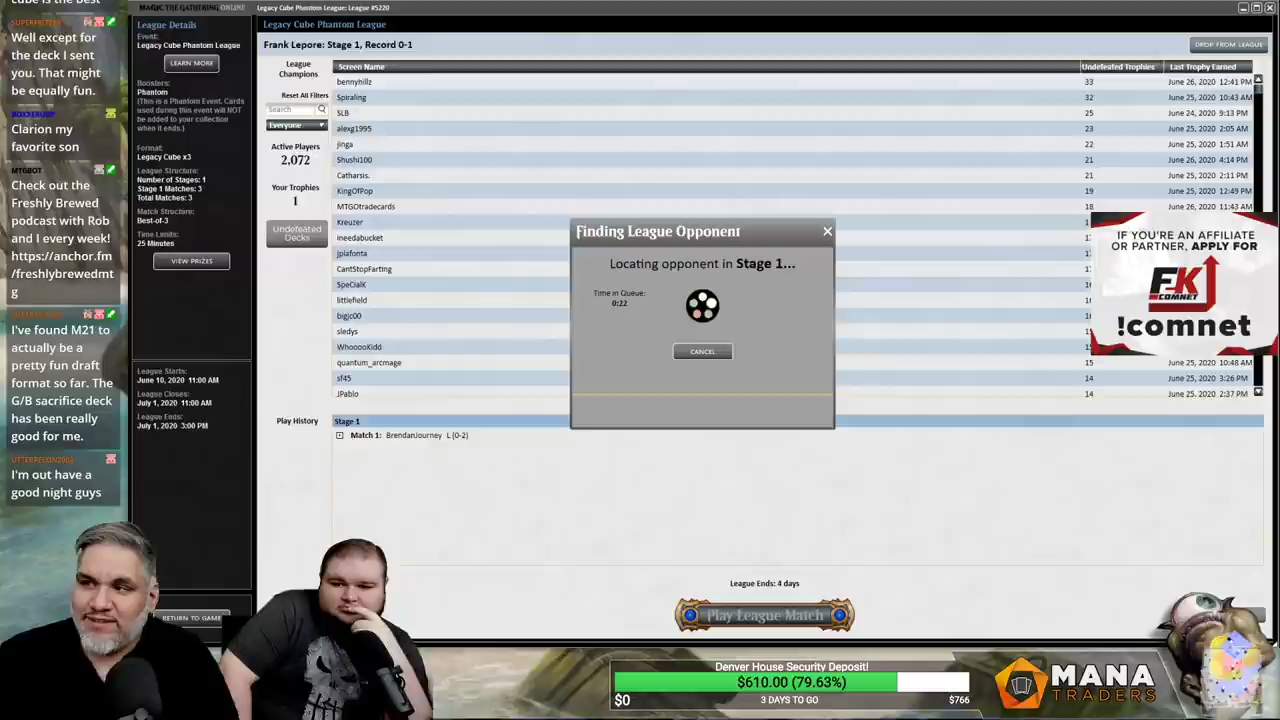 cube is the best
SUPERFRIZ
Well except for
the deck I sent
you. That might
be equally fun.
Clarion my
favorite son
MTGBOT
Check out the
Freshly Brewed
podcast with Rob
and I every week!
https://anchor.fm
/freshlybrewedmt
g
I've found M21 to
actually be a
pretty fun draft
format so far. The
G/B sacrifice deck
has been really
good for me.
UTTERPECON2003
I'm out have a
good night guys
MAGIC THE GATHERING ONLINE
League Details
Event:
Legacy Cube Phantom League
LEARN MORE
Boosters:
Phantom
(This is a Phantom Event. Cards
used during this event will NOT
be added to your collection
when it ends.)
Format:
Legacy Cube x3
League Structure:
Number of Stages: 1
Stage 1 Matches: 3
Total Matches: 3
Match Structure:
Best-of-3
Time Limits:
25 Minutes
VIEW PRIZES
League Starts:
June 10, 2020 11:00 AM
League Closes:
July 1, 2020 11:00 AM
League Ends:
July 1, 2020 3:00 PM
RETURN TO GAME
Legacy Cube Phantom League: League #5220
Legacy Cube Phantom League
Frank Lepore: Stage 1, Record 0-1
DROP FROM LEAGUE
League
Champions
Reset All Filters
Search
Everyone
Active Players
2,072
Your Trophies
1
Undefeated
Decks
Screen Name Undefeated Trophies Last Trophy Earned
bennyhillz 33 June 26, 2020 12:41 PM
Spiraling 32 June 25, 2020 10:43 AM
SLB 25 June 24, 2020 9:13 PM
alexg1995 23 June 25, 2020 2:05 AM
jinga 22 June 25, 2020 1:51 AM
Shushi100 21 June 26, 2020 4:14 PM
Catharsis. 21 June 25, 2020 2:11 PM
KingOfPop 19 June 25, 2020 12:49 PM
MTGOtradecards 18 June 26, 2020 11:43 AM
Kreuzer
ineedabucket
jplafonta
CantStopFarting
SpeCialK
littlefield
bigjc00
sledys
WhooooKidd
quantum_arcmage 15 June 25, 2020 10:48 AM
sf45 14 June 25, 2020 3:26 PM
JPablo 14 June 25, 2020 2:37 PM
Finding League Opponent
Locating opponent in Stage 1...
Time in Queue:
0:22
CANCEL
IF YOU'RE AN AFFILIATE
OR PARTNER, APPLY FOR
FK
COMNET
!comnet
Play History
Stage 1
Match 1: BrendanJourney L (0-2)
League Ends: 4 days
Play League Match
Denver House Security Deposit!
$610.00 (79.63%)
$0 3 DAYS TO GO $766
MANA
TRADERS